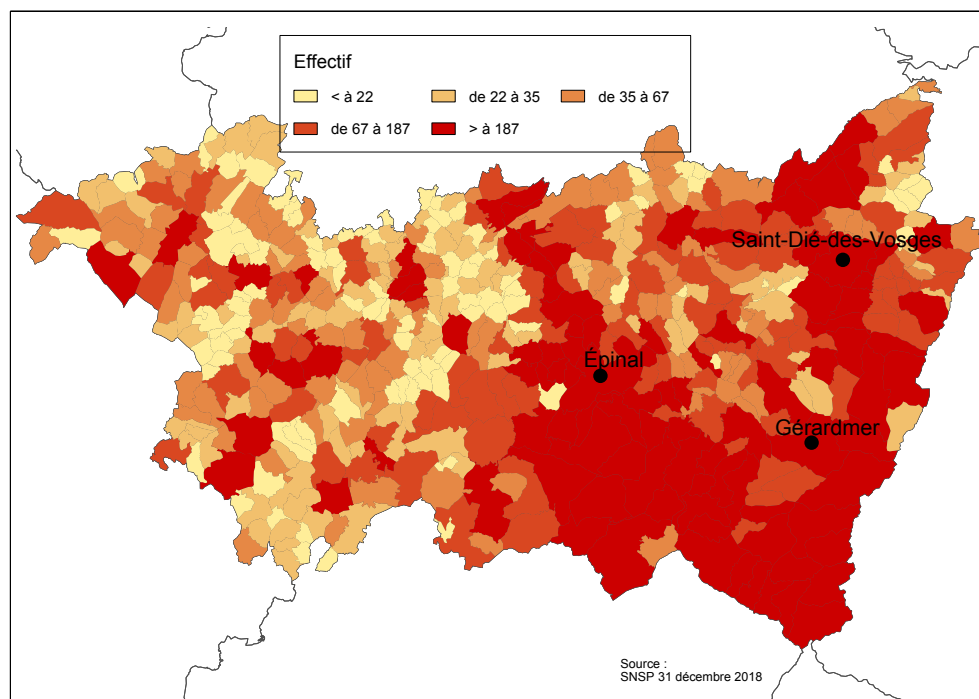 Effectif
< à 22
de 22 à 35
de 35 à 67
de 67 à 187
> à 187
Saint-Dié-des-Vosges
Épinal
Gérardmer
Source :
SNSP 31 décembre 2018